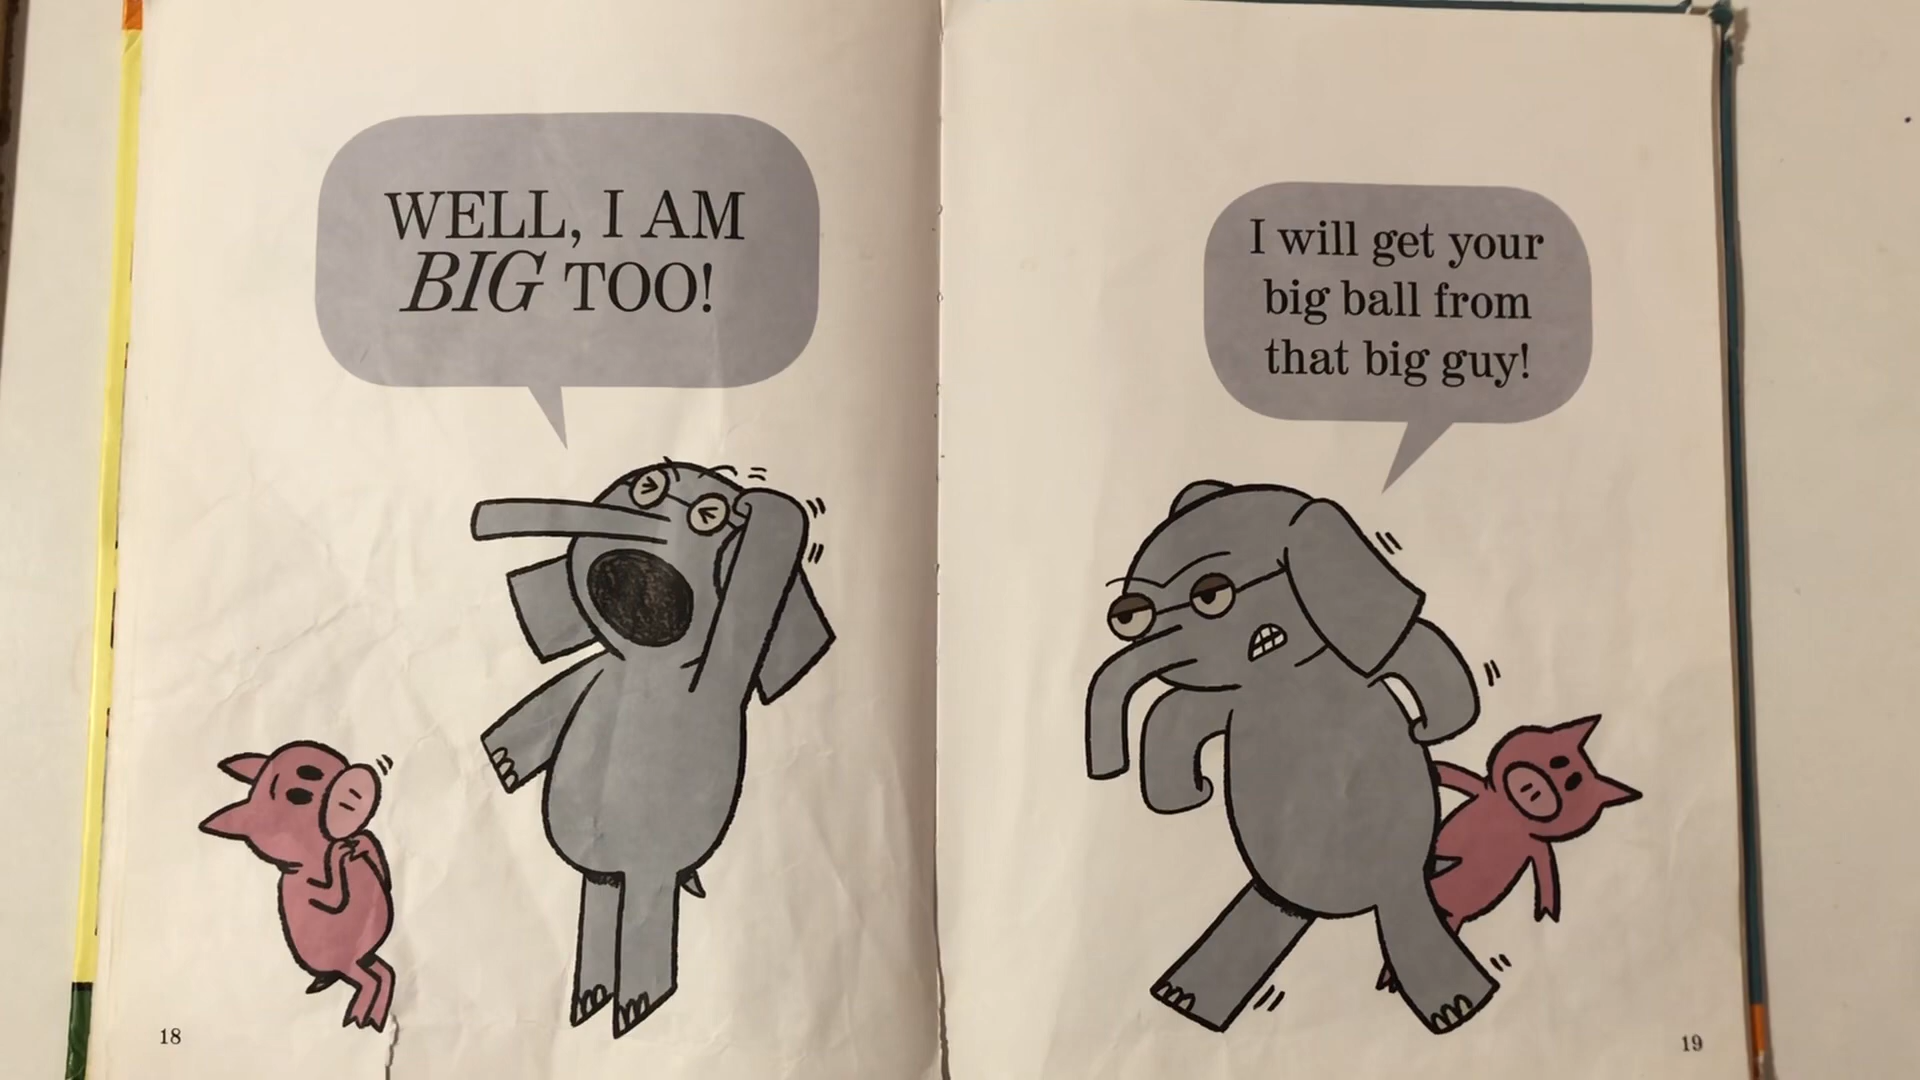 WELL, I AM
BIG TOO!
18
I will get your
big ball from
that big guy!
19